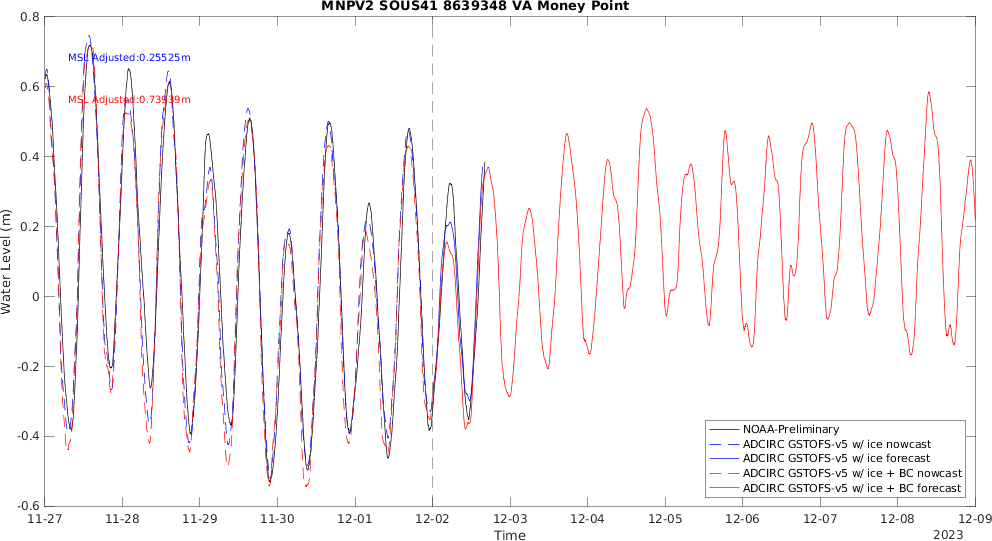 MNPV2 SOUS41 8639348 VA Money Point
0.8
0.6
0.4
0.2
0
-0.2
-0.4
-0.6
Water Level (m)
MSL Adjusted:0.25525m
MSL Adjusted:0.73939m
NOAA-Preliminary
ADCIRC GSTOFS-v5 w/ ice nowcast
ADCIRC GSTOFS-v5 w/ ice forecast
ADCIRC GSTOFS-v5 w/ ice + BC nowcast
ADCIRC GSTOFS-v5 w/ ice + BC forecast
11-27 11-28 11-29 11-30 12-01 12-02 12-03 12-04 12-05 12-06 12-07 12-08 12-09
Time
2023